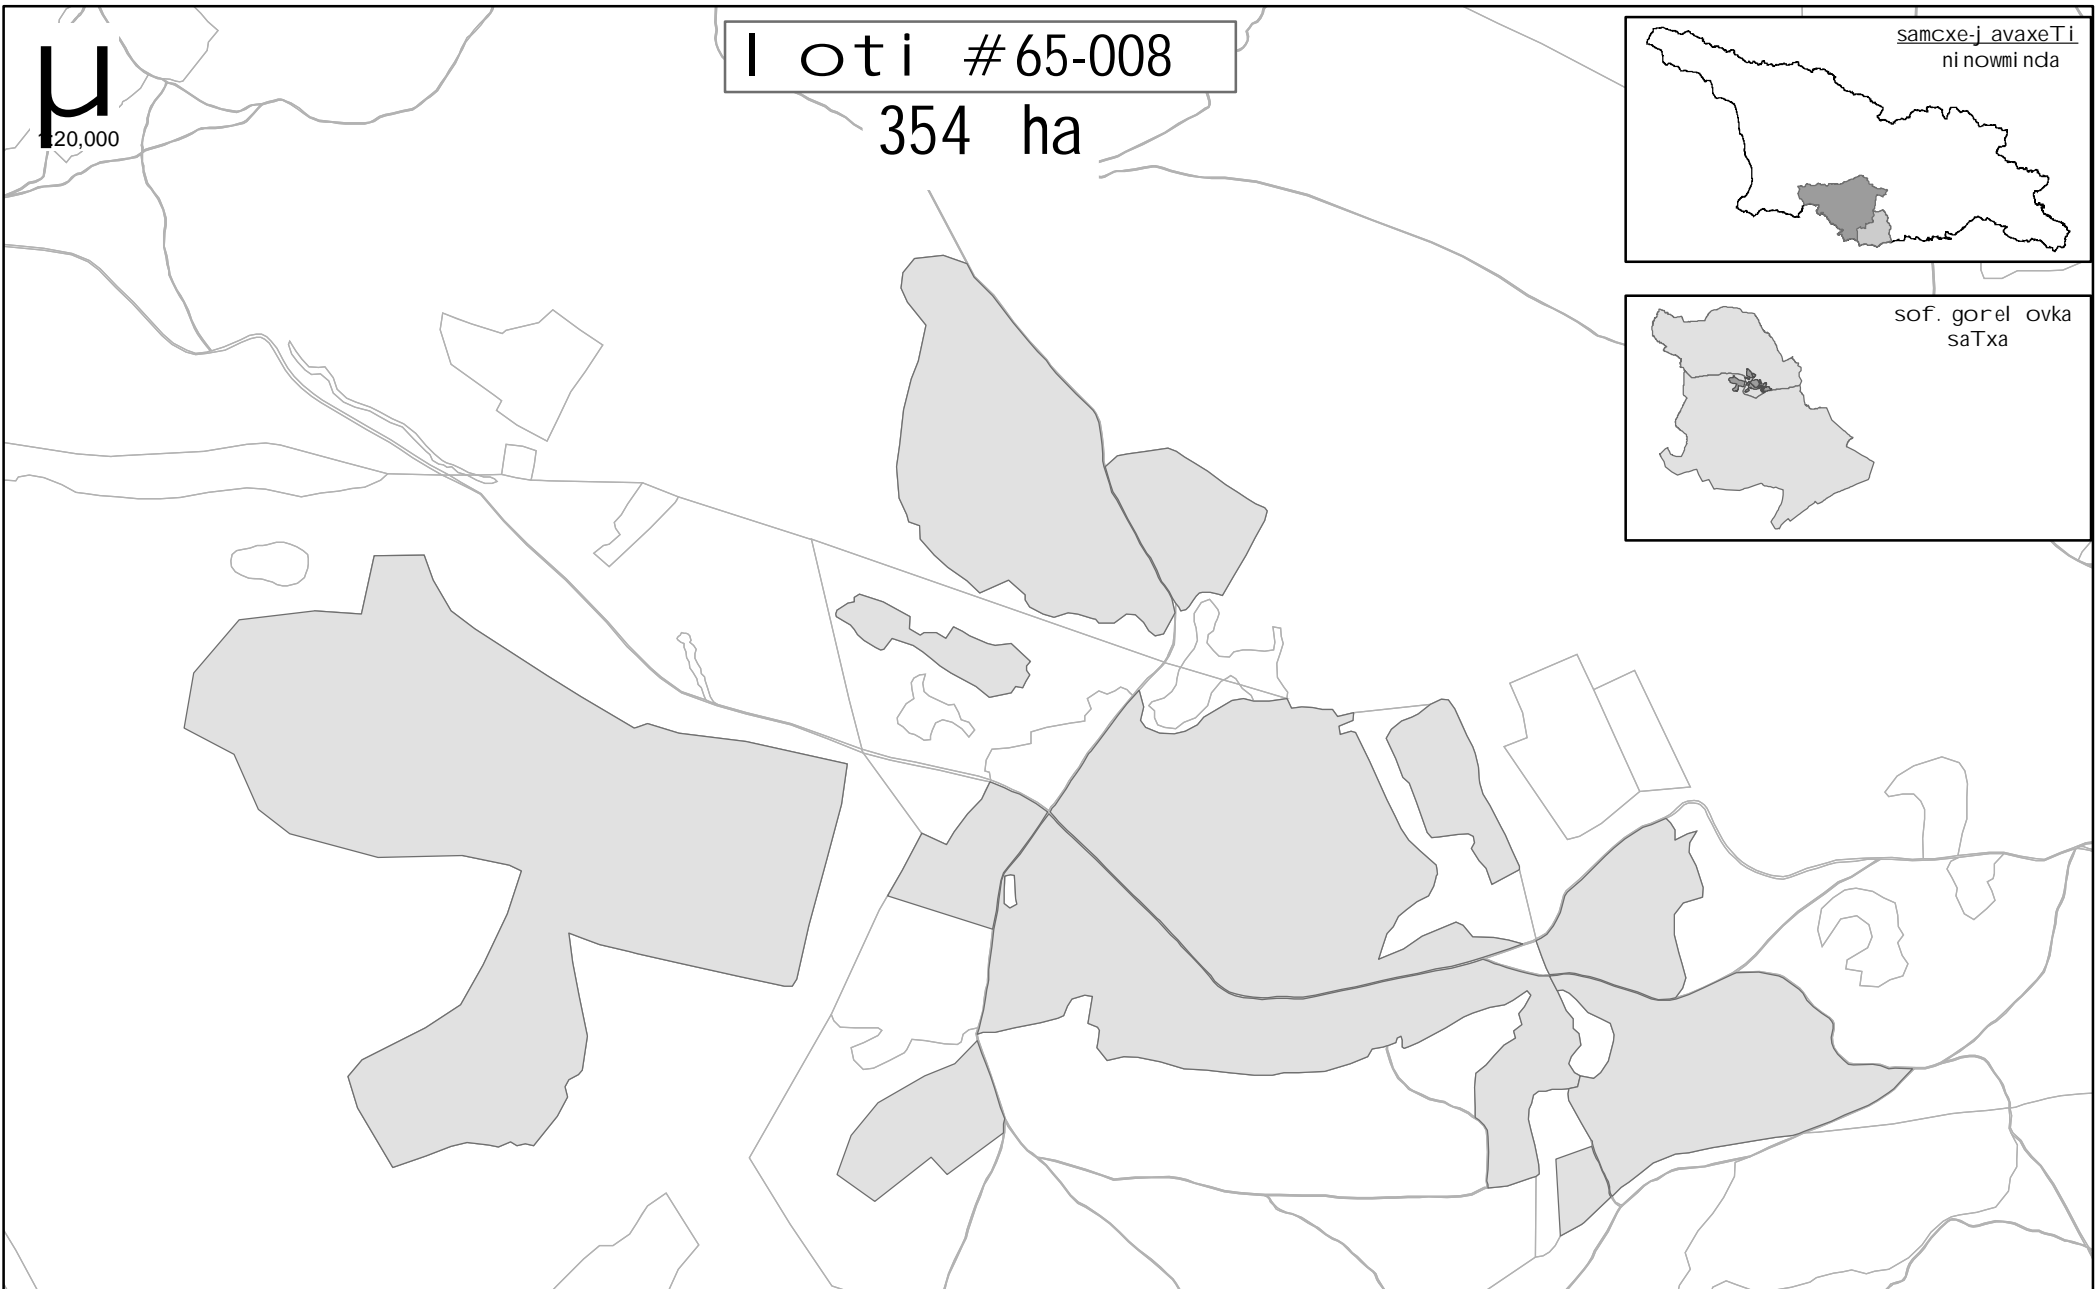 µ
1:20,000
loti #65-008
354 ha
samcxe-javaxeTi
ninowminda
sof. gorelovka
saTxa